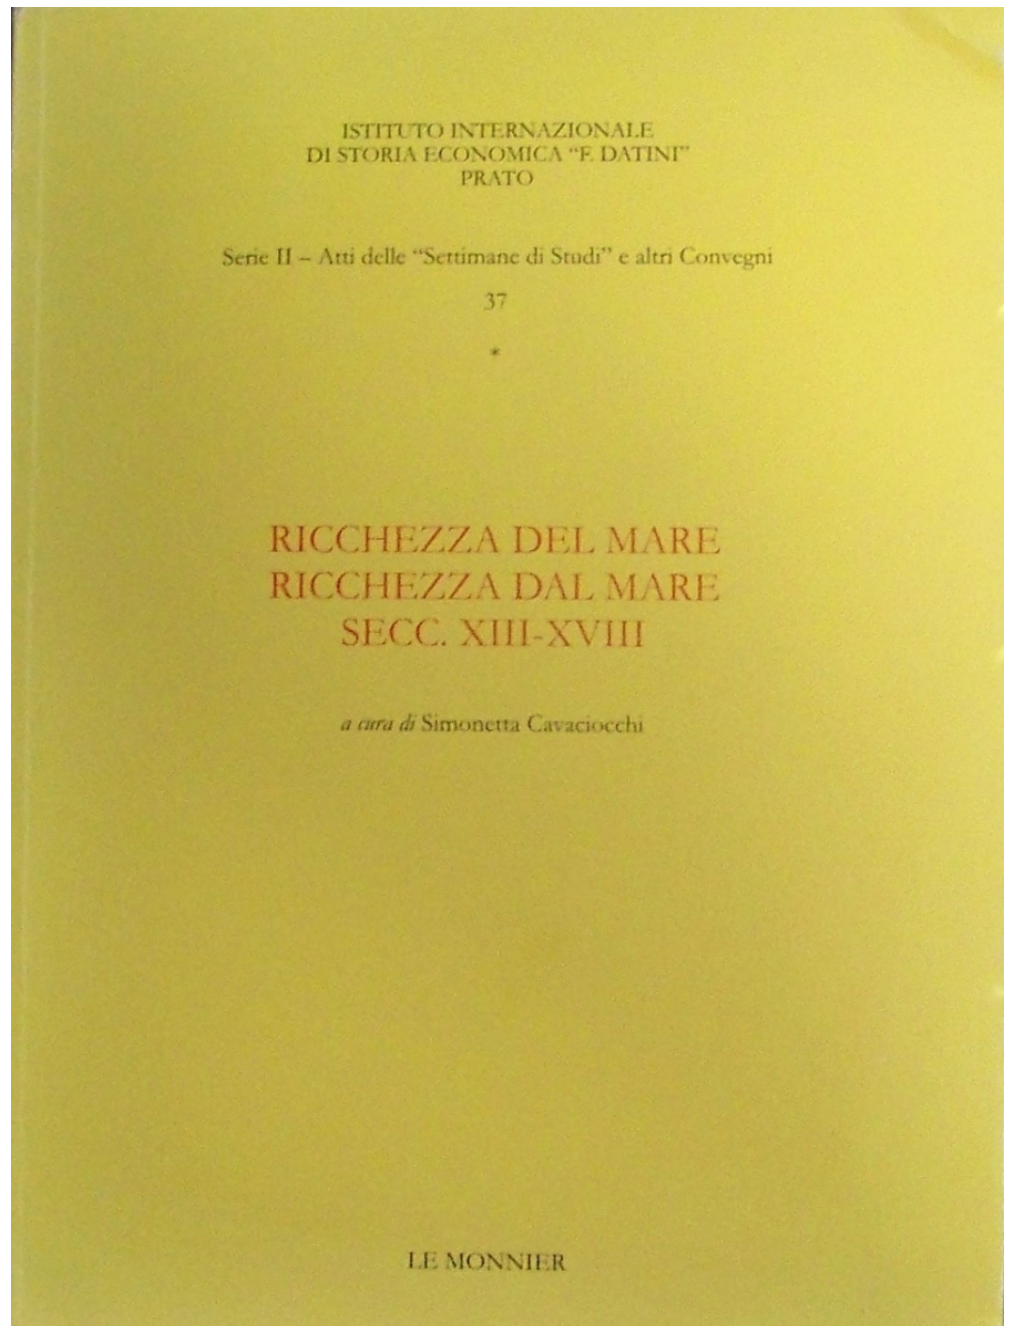 ISTITUTO INTERNAZIONALE
DI STORIA ECONOMICA “F. DATINI”
PRATO
Serie II – Atti delle “Settimane di Studi” e altri Convegni
37
*
RICCHEZZA DEL MARE
RICCHEZZA DAL MARE
SECC. XIII-XVIII
a cura di Simonetta Cavaciocchi
LE MONNIER